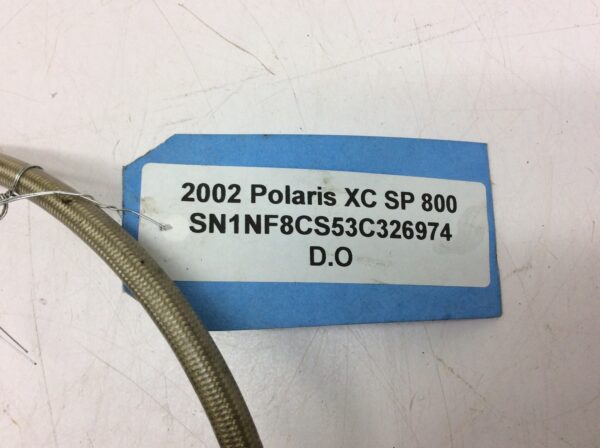 2002 Polaris XC SP 800
SN1NF8CS53C326974
D.O